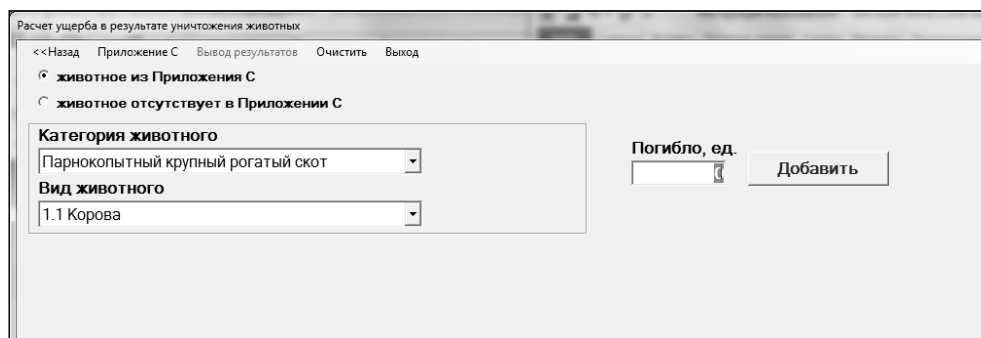 Расчет ущерба в результате уничтожения животных
<<Назад Приложение С Вывод результатов Очистить Выход
животное из Приложения С
животное отсутствует в Приложении С
Категория животного
Парнокопытный крупный рогатый скот
Вид животного
1.1 Корова
Погибло, ед.
0
Добавить